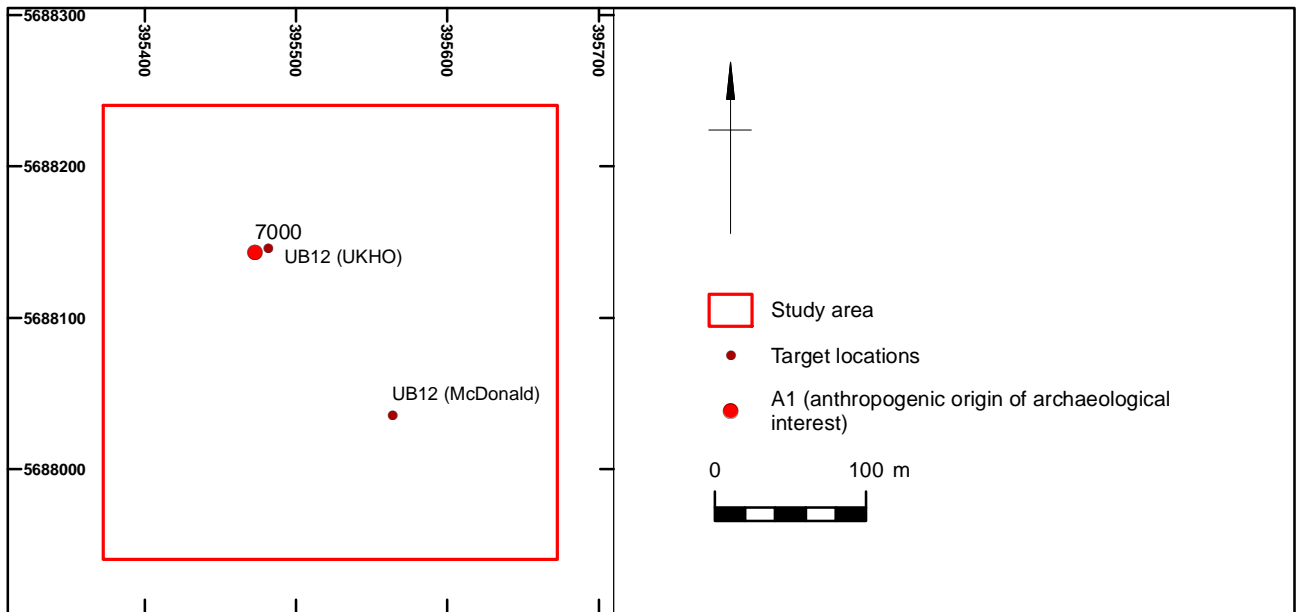 5688300
395400
395500
395600
395700
5688200
7000
UB12 (UKHO)
5688100
UB12 (McDonald)
5688000
Study area
Target locations
A1 (anthropogenic origin of archaeological
interest)
0 100 m